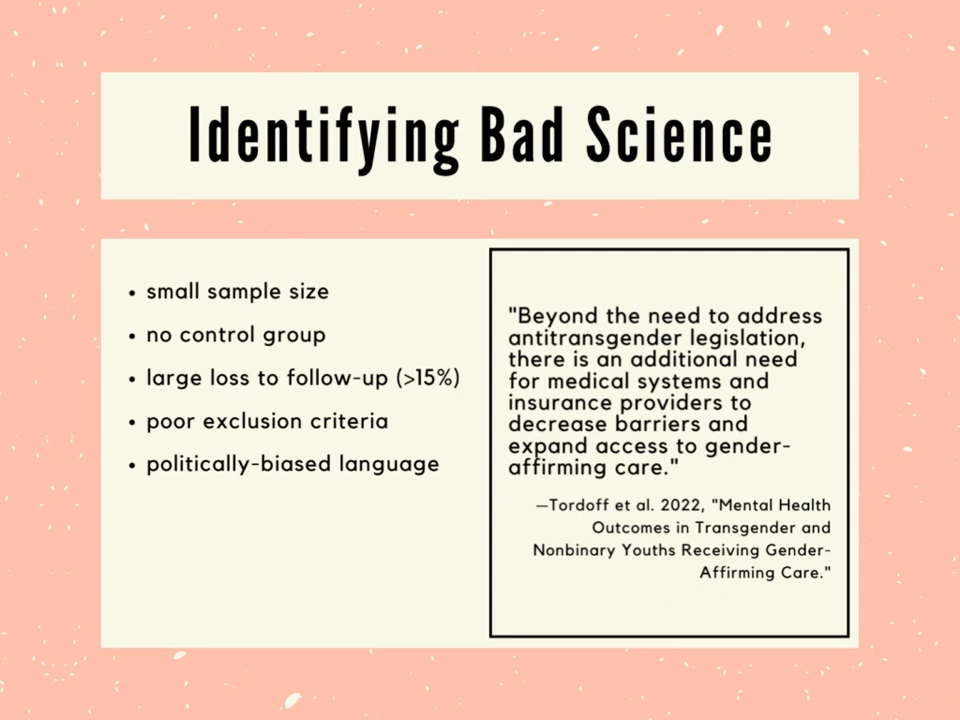 Identifying Bad Science
• small sample size
• no control group
• large loss to follow-up (>15%)
• poor exclusion criteria
• politically-biased language
"Beyond the need to address
antitransgender legislation,
there is an additional need
for medical systems and
insurance providers to
decrease barriers and
expand access to gender-
affirming care."
—Tordoff et al. 2022, "Mental Health
Outcomes in Transgender and
Nonbinary Youths Receiving Gender-
Affirming Care."